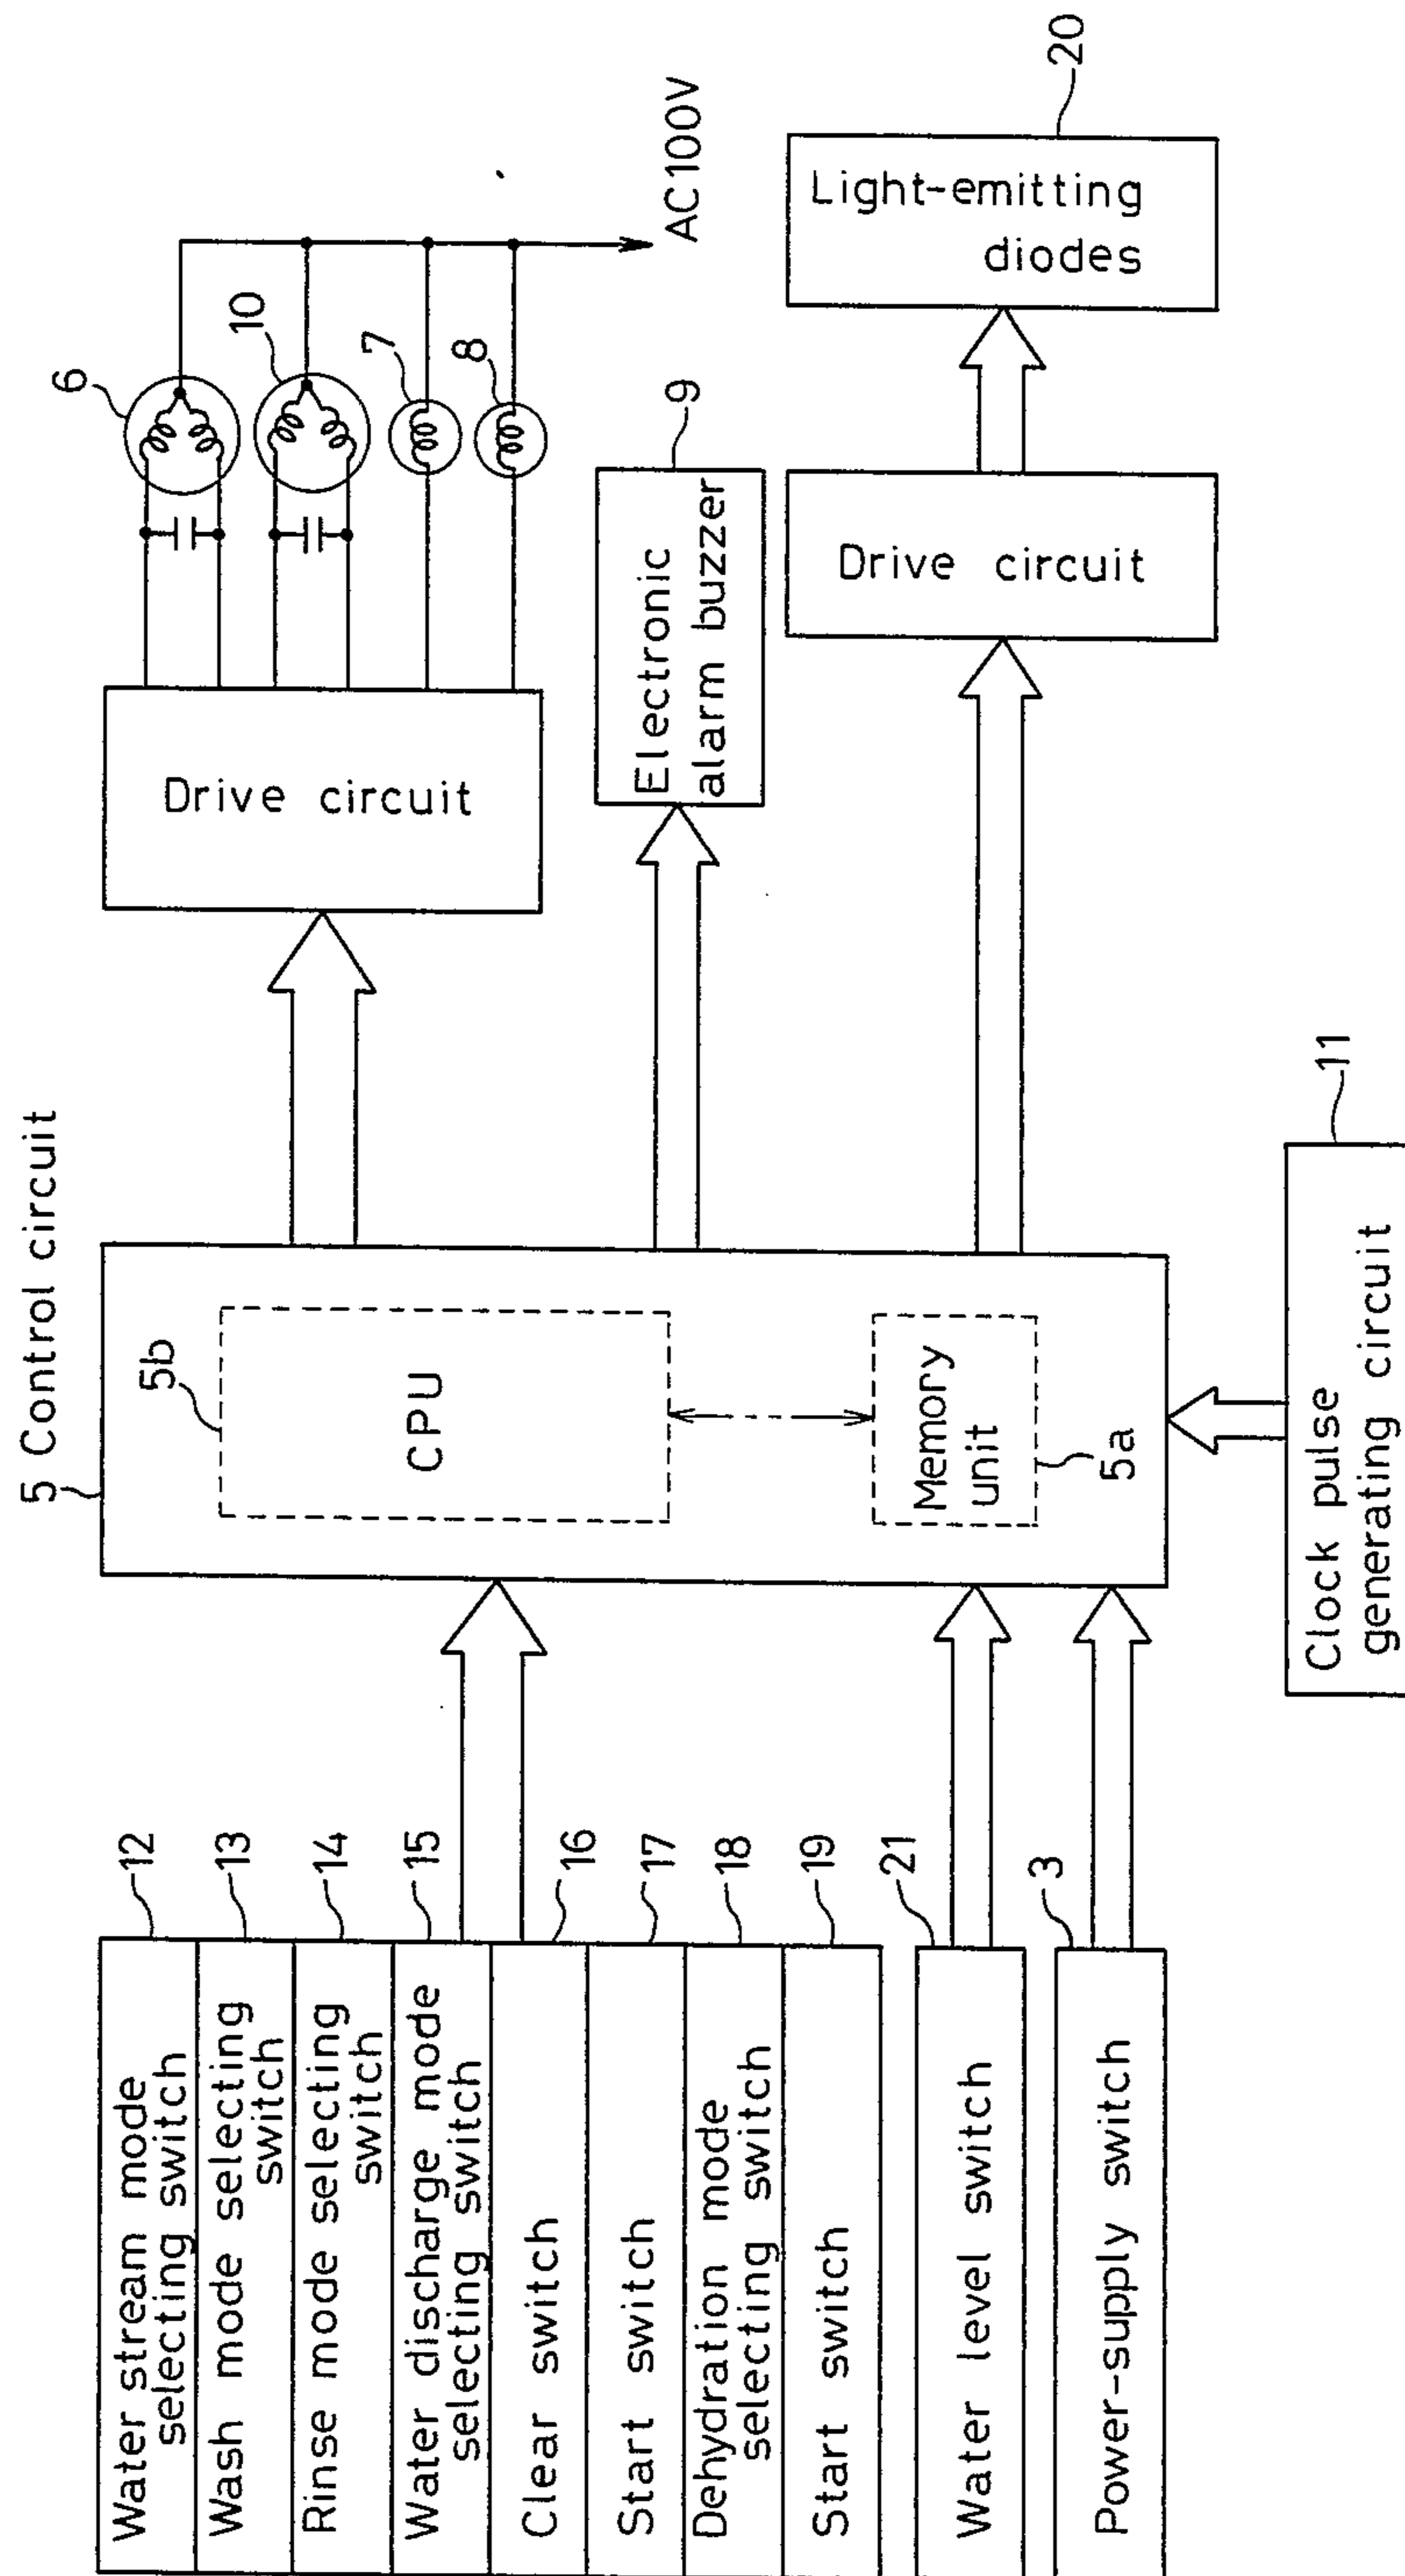 5 Control circuit
Water stream mode
selecting switch
12
Wash mode selecting
switch
13
Rinse mode selecting
switch
14
Water discharge mode
selecting switch
15
Clear switch
16
Start switch
17
Dehydration mode
selecting switch
18
Start switch
19
Water level switch
21
Power-supply switch
3
5b
CPU
Memory
unit
5a
Clock pulse
generating circuit
11
Drive circuit
6
10
7
8
AC100V
Electronic
alarm buzzer
9
Drive circuit
Light-emitting
diodes
20